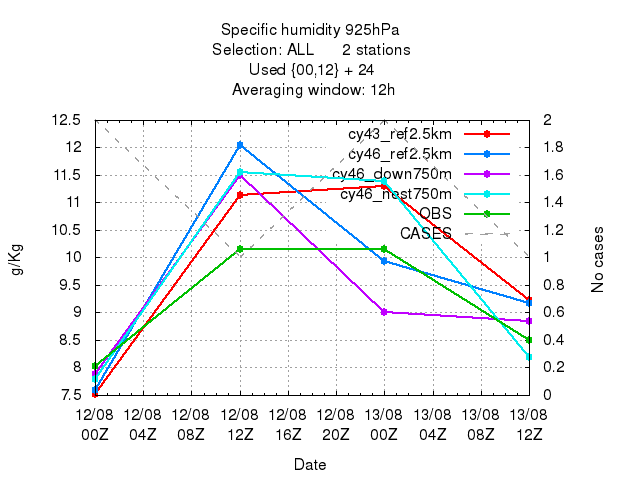 Specific humidity 925hPa
Selection: ALL 2 stations
Used {00,12} + 24
Averaging window: 12h
12.5
12
11.5
11
10.5
10
9.5
9
8.5
8
7.5
g/Kg
cy43_ref2.5km
cy46_ref2.5km
cy46_down750m
cy46_nest750m
OBS
CASES
2
1.8
1.6
1.4
1.2
1
0.8
0.6
0.4
0.2
0
No cases
12/08 12/08 12/08 12/08 12/08 12/08 13/08 13/08 13/08 13/08
00Z 04Z 08Z 12Z 16Z 20Z 00Z 04Z 08Z 12Z
Date